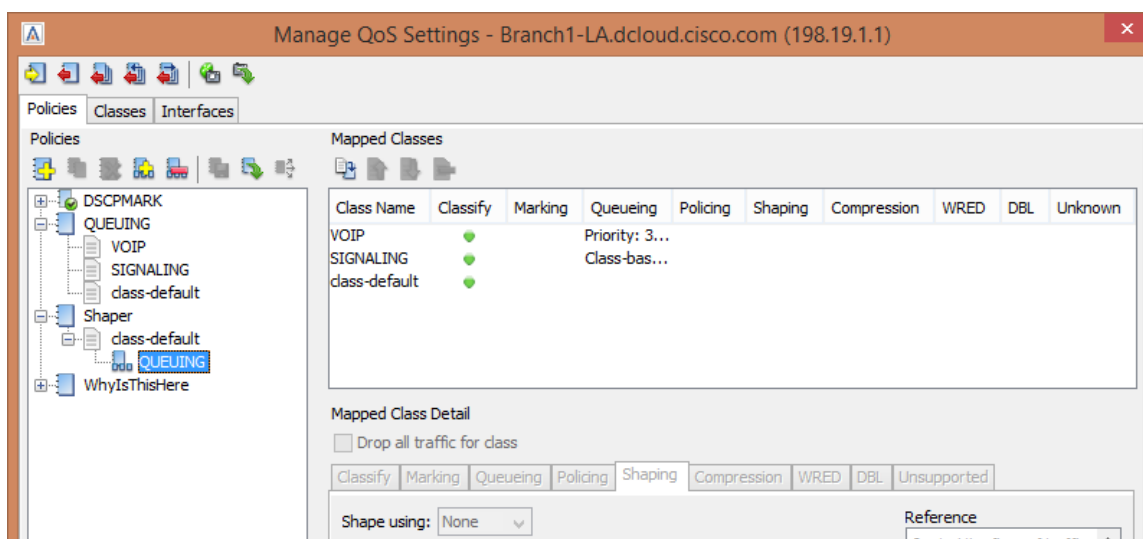 Manage QoS Settings - Branch1-LA.dcloud.cisco.com (198.19.1.1)
Policies Classes Interfaces
Policies
DSCPMARK
QUEUING
VOIP
SIGNALING
class-default
Shaper
class-default
QUEUING
WhyIsThisHere
Mapped Classes
Class Name Classify Marking Queueing Policing Shaping Compression WRED DBL Unknown
VOIP Priority: 3...
SIGNALING Class-bas...
class-default
Mapped Class Detail
Drop all traffic for class
Classify Marking Queueing Policing Shaping Compression WRED DBL Unsupported
Shape using: None
Reference